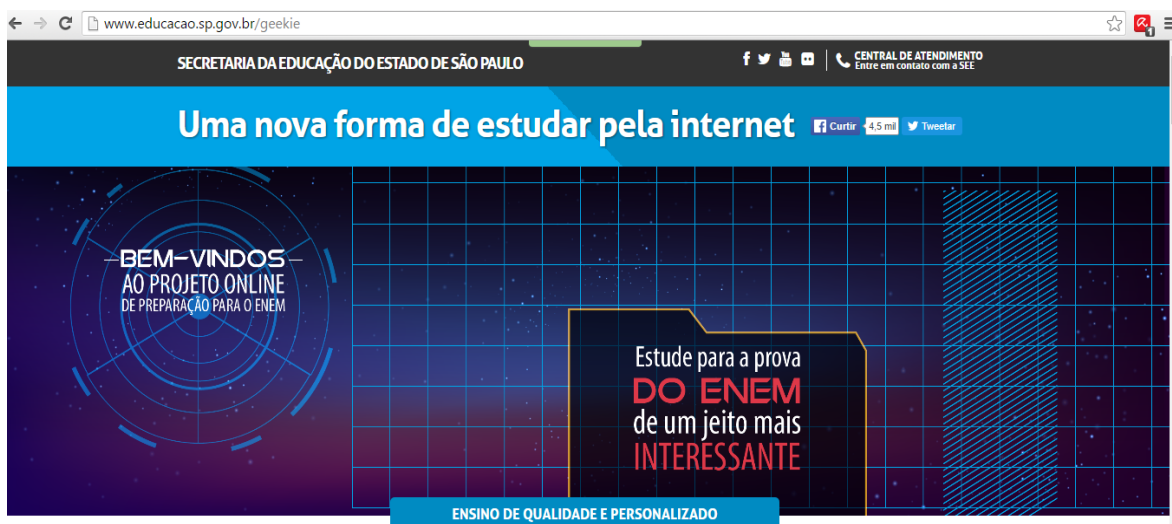 www.educacao.sp.gov.br/geekie
1
SECRETARIA DA EDUCAÇÃO DO ESTADO DE SÃO PAULO
CENTRAL DE ATENDIMENTO
Entre em contato com a SEE
Uma nova forma de estudar pela internet
Curtir 4,5 mil Tweetar
BEM-VINDOS
AO PROJETO ONLINE
DE PREPARAÇÃO PARA O ENEM
Estude para a prova
DO ENEM
de um jeito mais
INTERESSANTE
ENSINO DE QUALIDADE E PERSONALIZADO